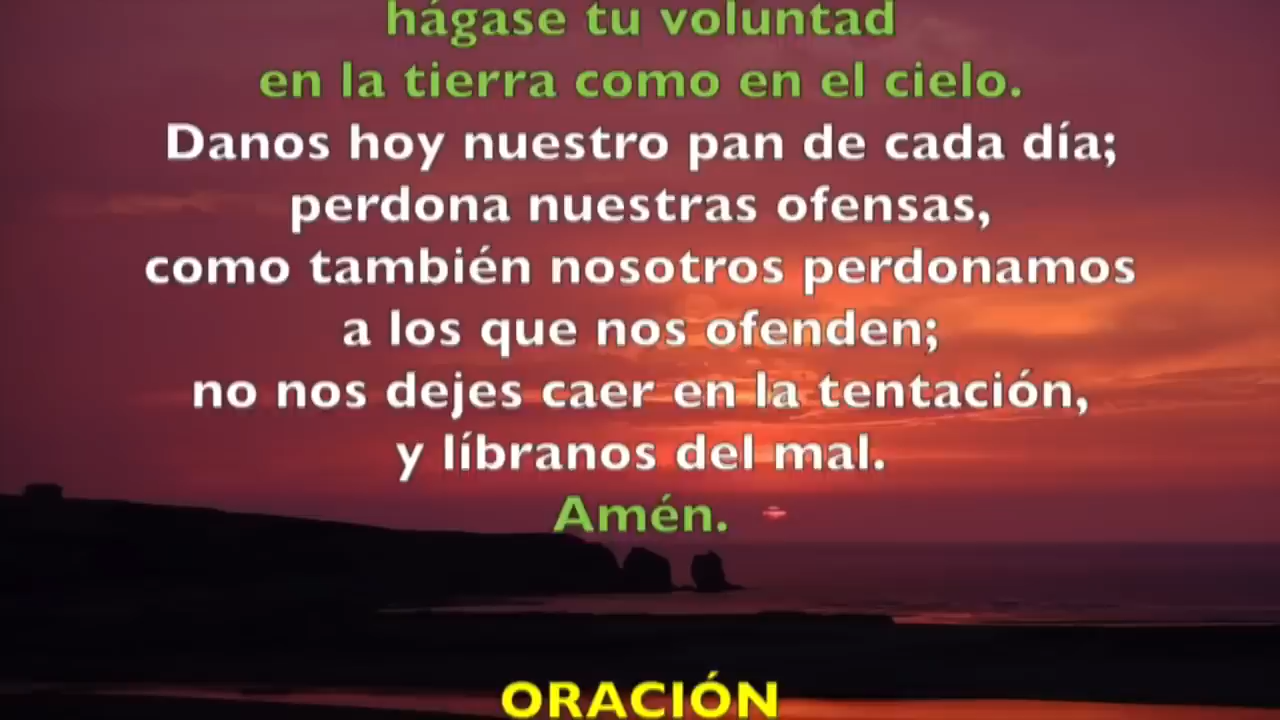 hágase tu voluntad
en la tierra como en el cielo.
Danos hoy nuestro pan de cada día;
perdona nuestras ofensas,
como también nosotros perdonamos
a los que nos ofenden;
no nos dejes caer en la tentación,
y líbranos del mal.
Amén.
ORACIÓN